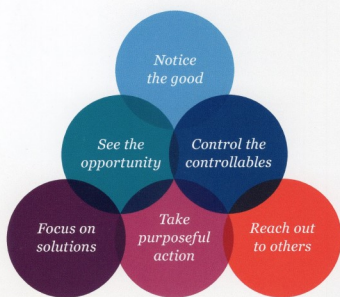 Notice
the good
See the
opportunity
Control the
controllables
Focus on
solutions
Take
purposeful
action
Reach out
to others